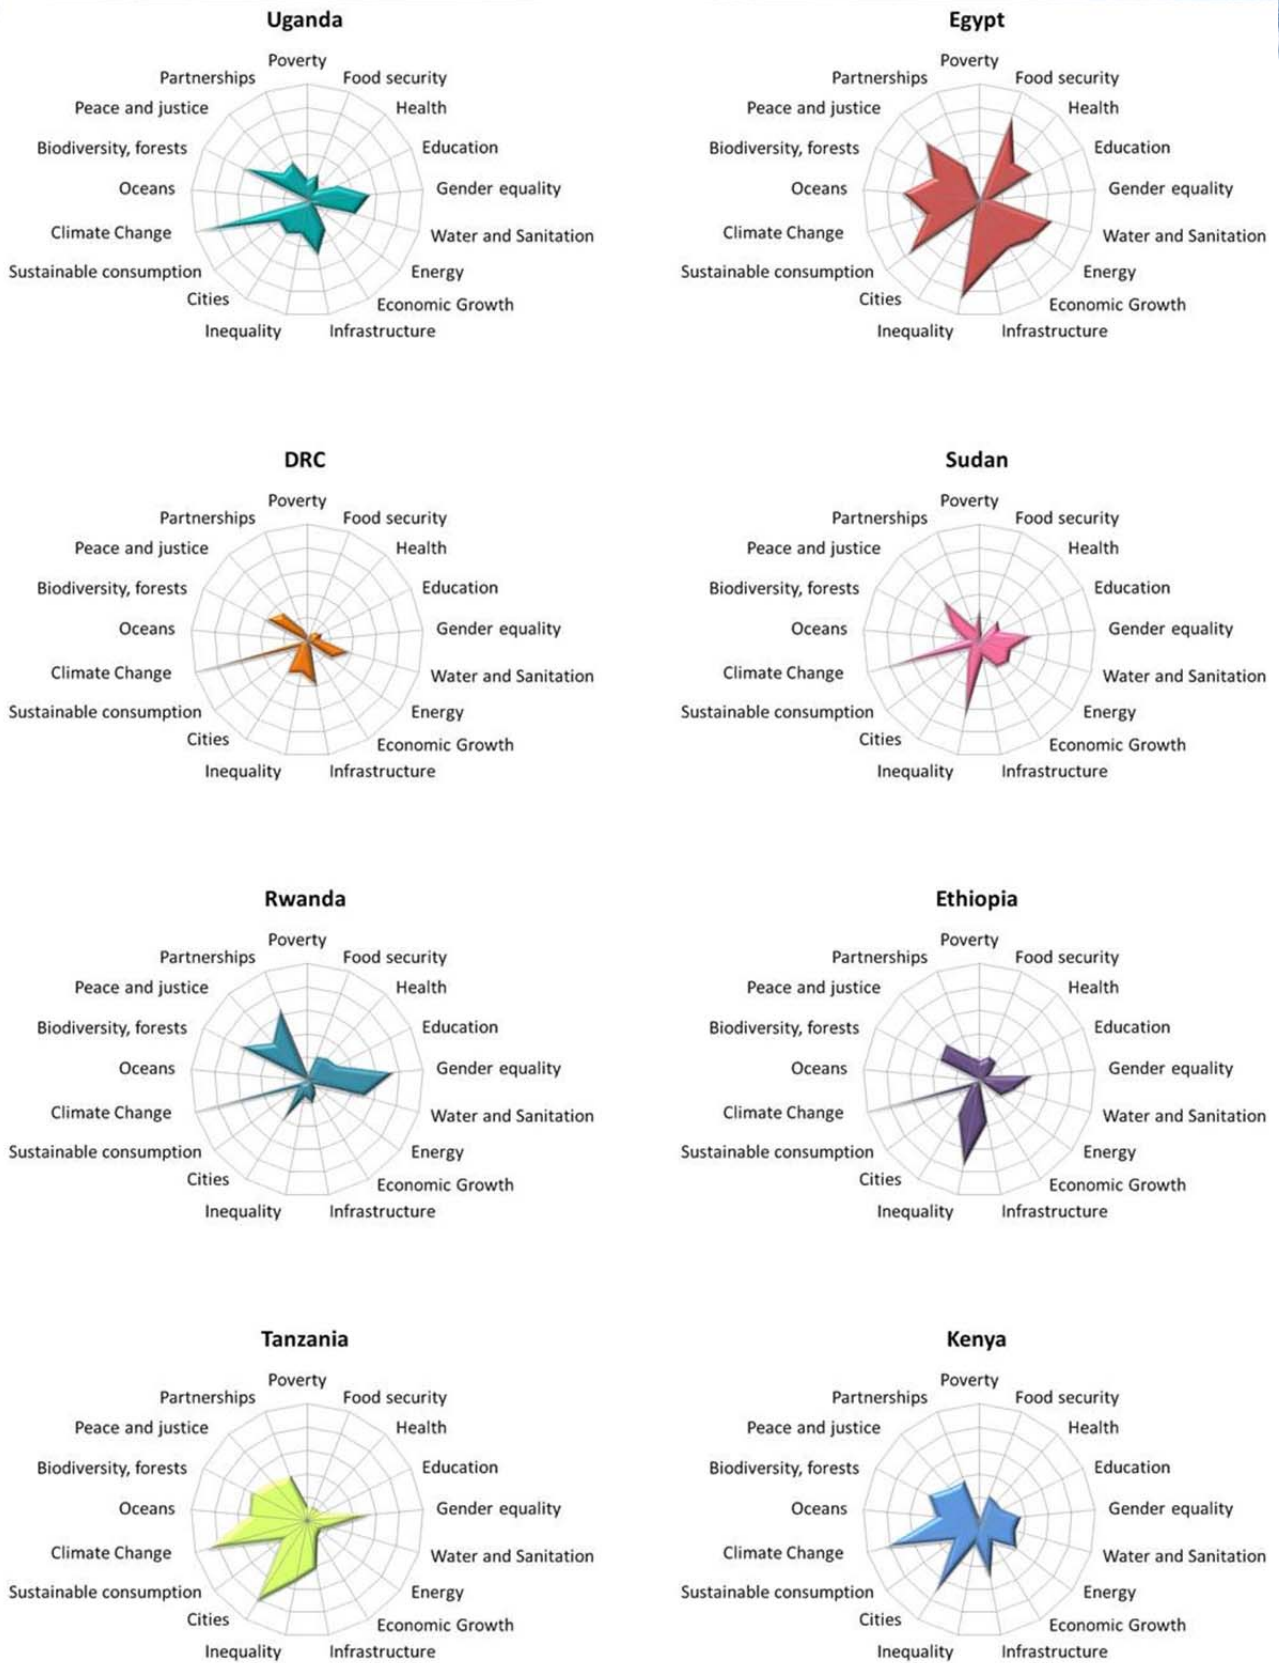 Uganda
Poverty
Partnerships
Food security
Peace and justice
Health
Biodiversity, forests
Education
Oceans
Gender equality
Climate Change
Water and Sanitation
Sustainable consumption
Energy
Cities
Economic Growth
Inequality
Infrastructure
Egypt
Poverty
Partnerships
Food security
Peace and justice
Health
Biodiversity, forests
Education
Oceans
Gender equality
Climate Change
Water and Sanitation
Sustainable consumption
Energy
Cities
Economic Growth
Inequality
Infrastructure
DRC
Poverty
Partnerships
Food security
Peace and justice
Health
Biodiversity, forests
Education
Oceans
Gender equality
Climate Change
Water and Sanitation
Sustainable consumption
Energy
Cities
Economic Growth
Inequality
Infrastructure
Sudan
Poverty
Partnerships
Food security
Peace and justice
Health
Biodiversity, forests
Education
Oceans
Gender equality
Climate Change
Water and Sanitation
Sustainable consumption
Energy
Cities
Economic Growth
Inequality
Infrastructure
Rwanda
Poverty
Partnerships
Food security
Peace and justice
Health
Biodiversity, forests
Education
Oceans
Gender equality
Climate Change
Water and Sanitation
Sustainable consumption
Energy
Cities
Economic Growth
Inequality
Infrastructure
Ethiopia
Poverty
Partnerships
Food security
Peace and justice
Health
Biodiversity, forests
Education
Oceans
Gender equality
Climate Change
Water and Sanitation
Sustainable consumption
Energy
Cities
Economic Growth
Inequality
Infrastructure
Tanzania
Poverty
Partnerships
Food security
Peace and justice
Health
Biodiversity, forests
Education
Oceans
Gender equality
Climate Change
Water and Sanitation
Sustainable consumption
Energy
Cities
Economic Growth
Inequality
Infrastructure
Kenya
Poverty
Partnerships
Food security
Peace and justice
Health
Biodiversity, forests
Education
Oceans
Gender equality
Climate Change
Water and Sanitation
Sustainable consumption
Energy
Cities
Economic Growth
Inequality
Infrastructure